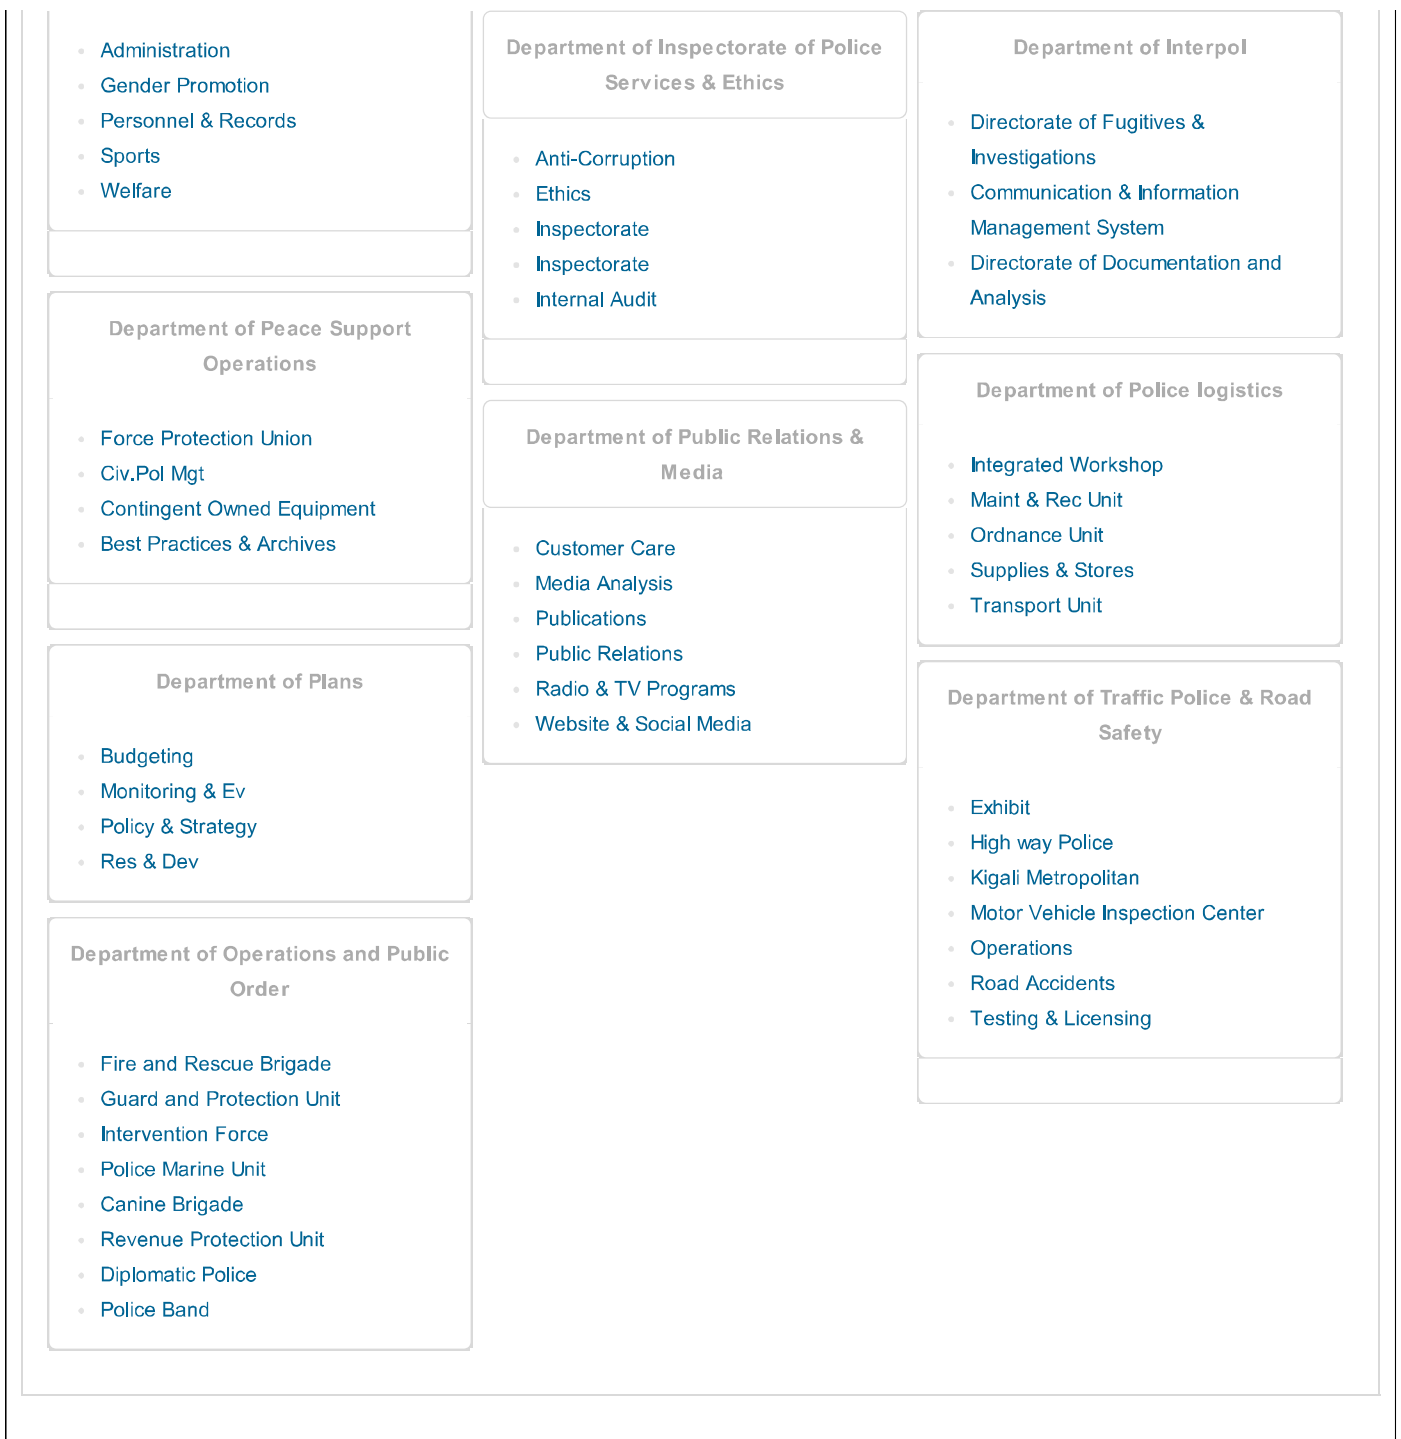 Administration
Gender Promotion
Personnel & Records
Sports
Welfare
Department of Peace Support
Operations
Force Protection Union
Civ.Pol Mgt
Contingent Owned Equipment
Best Practices & Archives
Department of Plans
Budgeting
Monitoring & Ev
Policy & Strategy
Res & Dev
Department of Operations and Public
Order
Fire and Rescue Brigade
Guard and Protection Unit
Intervention Force
Police Marine Unit
Canine Brigade
Revenue Protection Unit
Diplomatic Police
Police Band
Department of Inspectorate of Police
Services & Ethics
Anti-Corruption
Ethics
Inspectorate
Inspectorate
Internal Audit
Department of Public Relations &
Media
Customer Care
Media Analysis
Publications
Public Relations
Radio & TV Programs
Website & Social Media
Department of Interpol
Directorate of Fugitives &
Investigations
Communication & Information
Management System
Directorate of Documentation and
Analysis
Department of Police logistics
Integrated Workshop
Maint & Rec Unit
Ordnance Unit
Supplies & Stores
Transport Unit
Department of Traffic Police & Road
Safety
Exhibit
High way Police
Kigali Metropolitan
Motor Vehicle Inspection Center
Operations
Road Accidents
Testing & Licensing